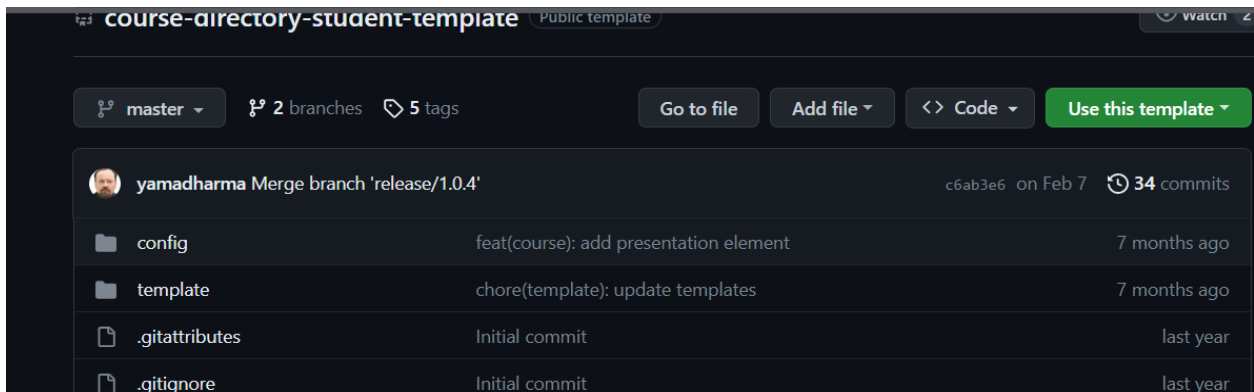 course-directory-student-template Public template Watch 2
master 2 branches 5 tags Go to file Add file <> Code Use this template
yamadharma Merge branch 'release/1.0.4' c6ab3e6 on Feb 7 34 commits
config feat(course): add presentation element 7 months ago
template chore(template): update templates 7 months ago
.gitattributes Initial commit last year
.gitignore Initial commit last year